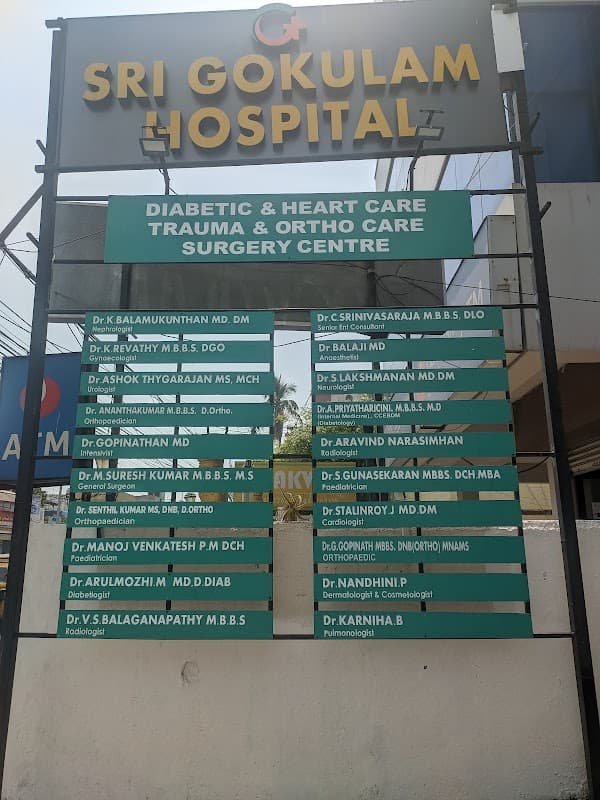 SRI GOKULAM
HOSPITAL
DIABETIC & HEART CARE
TRAUMA & ORTHO CARE
SURGERY CENTRE
Dr.K.BALAMUKUNTHAN MD. DM
Nephrologist
Dr.K.REVATHY M.B.B.S, DGO
Gynaecologist
Dr.ASHOK THYGARAJAN MS, MCH
Urologist
Dr. ANANTHAKUMAR M.B.B.S. D.Ortho.
Orthopaedician
Dr.GOPINATHAN MD
Intensivist
Dr.M.SURESH KUMAR M.B.B.S, M.S
General Surgeon
Dr. SENTHIL KUMAR MS, DNB, D.ORTHO
Orthopaedician
Dr.MANOJ VENKATESH P.M DCH
Paediatrician
Dr.ARULMOZHI.M MD,D.DIAB
Diabetiogist
Dr.V.S.BALAGANAPATHY M.B.B.S
Radiologist
Dr.C.SRINIVASARAJA M.B.B.S, DLO
Senior Ent Consultant
Dr.BALAJI MD
Anaesthetist
Dr.S.LAKSHMANAN MD.DM
Neurologist
Dr.A.PRIYATHARICINI. M.B.B.S. M.D
(Internal Medicine)., CCEBDM
(Diabetology)
Dr.ARAVIND NARASIMHAN
Radiologist
Dr.S.GUNASEKARAN MBBS. DCH.MBA
Paediatrician
Dr.STALINROY.J MD.DM
Cardiologist
Dr.G.GOPINATH MBBS. DNB(ORTHO) MNAMS
ORTHOPAEDIC
Dr.NANDHINI.P
Dermatologist & Cosmetologist
Dr.KARNIHA.B
Pulmonologist
ATM